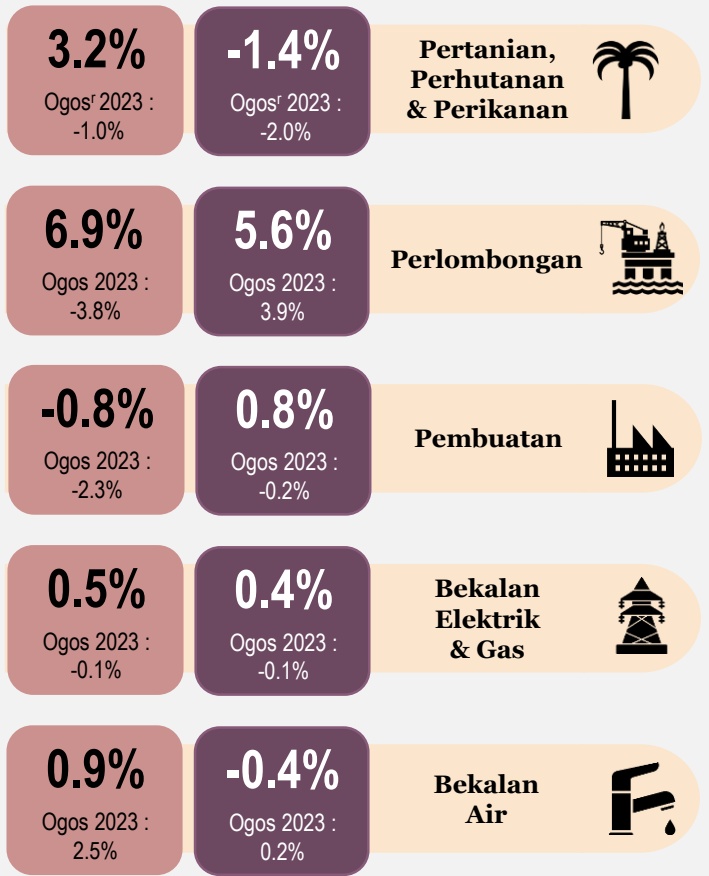 3.2%
Ogosʳ 2023 :
-1.0%
-1.4%
Ogosʳ 2023 :
-2.0%
Pertanian,
Perhutanan
& Perikanan
6.9%
Ogos 2023 :
-3.8%
5.6%
Ogos 2023 :
3.9%
Perlombongan
-0.8%
Ogos 2023 :
-2.3%
0.8%
Ogos 2023 :
-0.2%
Pembuatan
0.5%
Ogos 2023 :
-0.1%
0.4%
Ogos 2023 :
-0.1%
Bekalan
Elektrik
& Gas
0.9%
Ogos 2023 :
2.5%
-0.4%
Ogos 2023 :
0.2%
Bekalan
Air